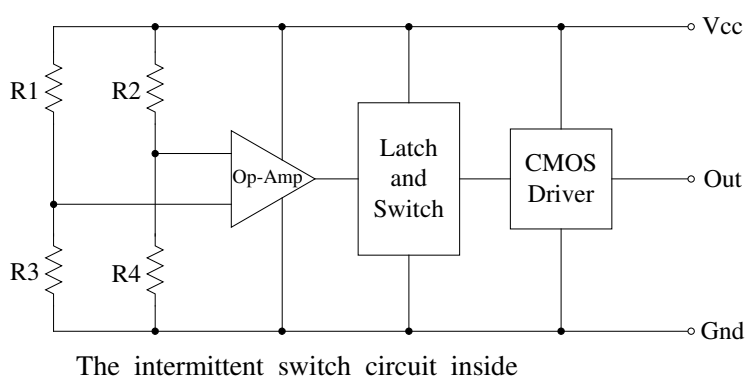 Vcc
R1
R2
Op-Amp
Latch
and
Switch
CMOS
Driver
Out
R3
R4
Gnd
The intermittent switch circuit inside